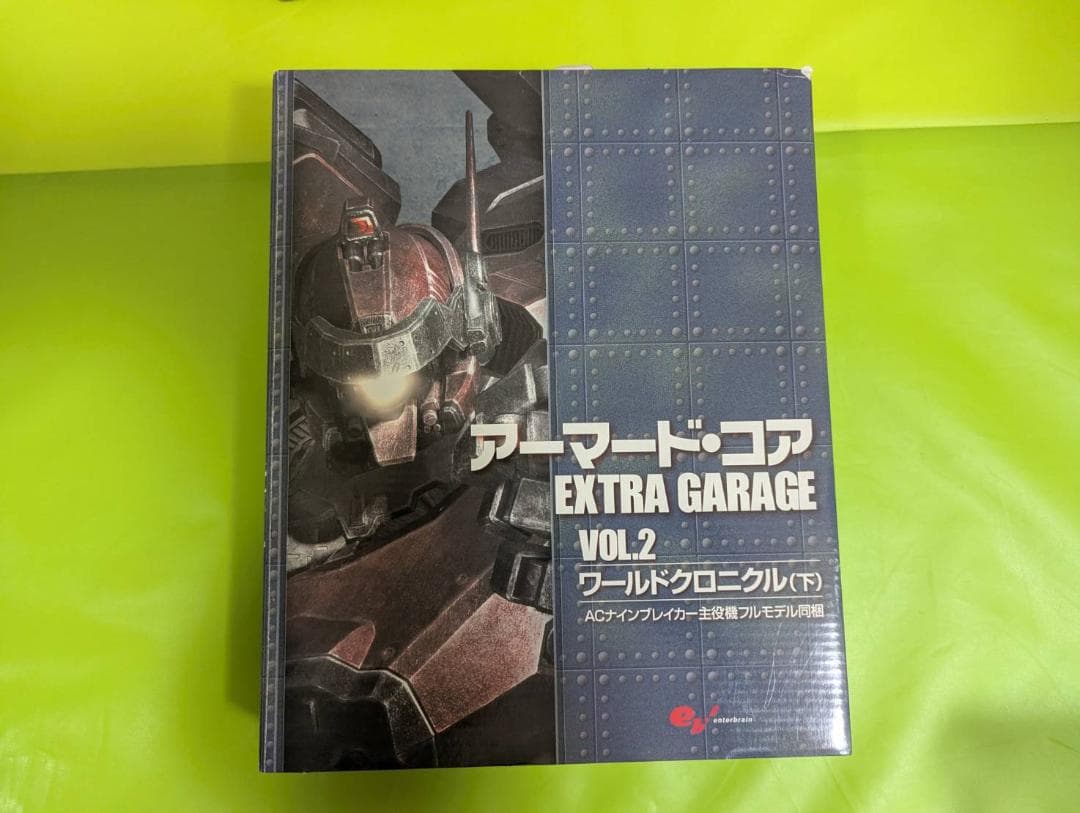 アーマード・コア
EXTRA GARAGE
VOL.2
ワールドクロニクル(下)
ACナインブレイカー主役機フルモデル同梱
eb! enterbrain